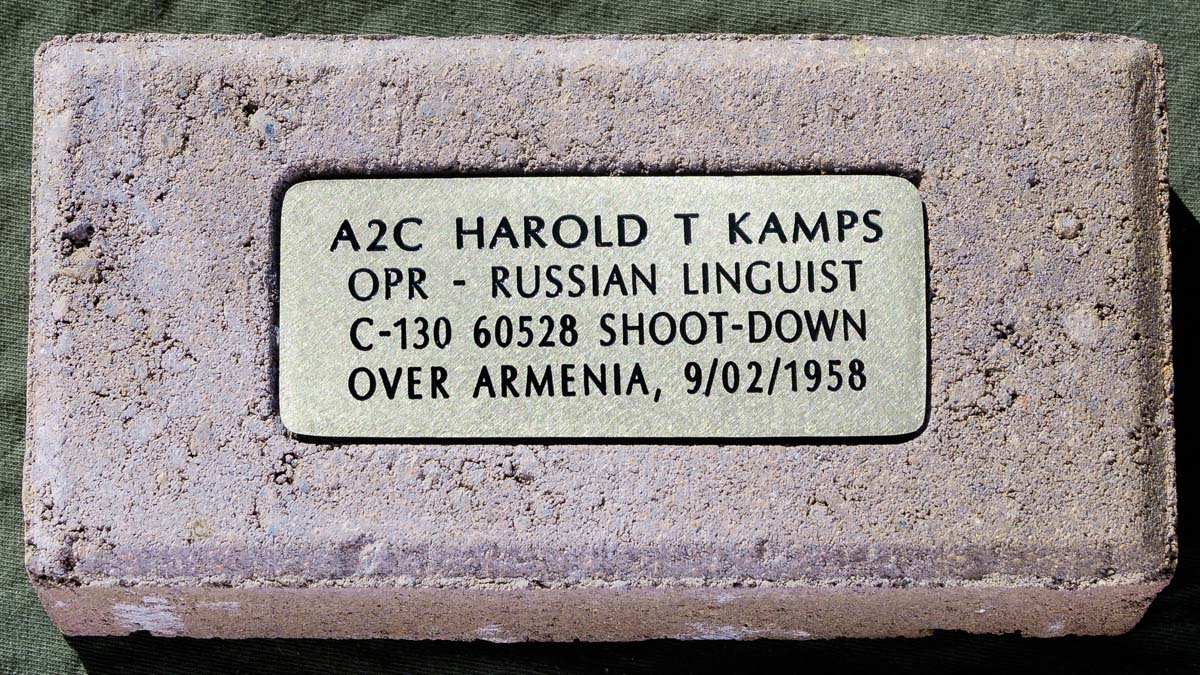 A2C HAROLD T KAMPS
OPR - RUSSIAN LINGUIST
C-130 60528 SHOOT-DOWN
OVER ARMENIA, 9/02/1958